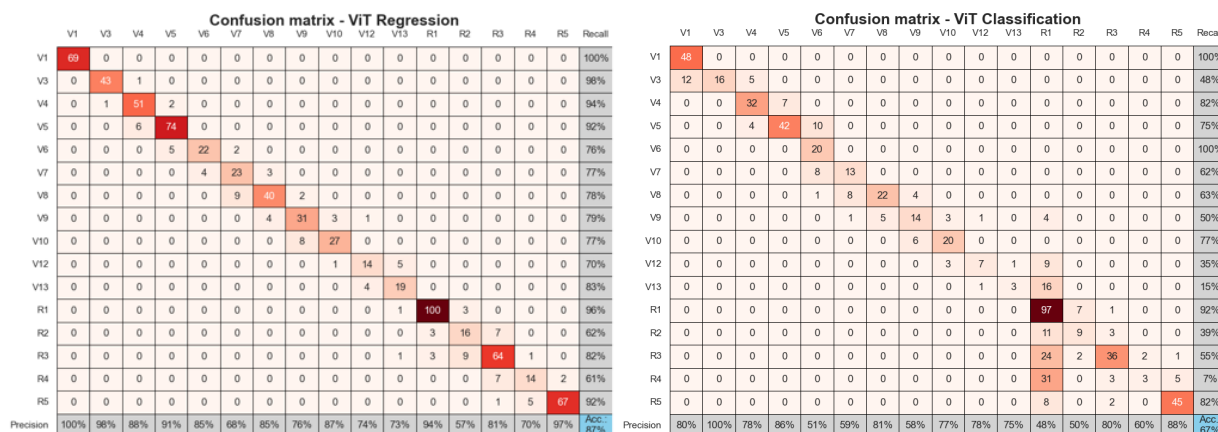 Confusion matrix - ViT Regression
V1 V3 V4 V5 V6 V7 V8 V9 V10 V12 V13 R1 R2 R3 R4 R5 Recall
V1 69 0 0 0 0 0 0 0 0 0 0 0 0 0 0 0 100%
V3 0 43 1 0 0 0 0 0 0 0 0 0 0 0 0 0 98%
V4 0 1 51 2 0 0 0 0 0 0 0 0 0 0 0 0 94%
V5 0 0 6 74 0 0 0 0 0 0 0 0 0 0 0 0 92%
V6 0 0 0 5 22 2 0 0 0 0 0 0 0 0 0 0 76%
V7 0 0 0 0 4 23 3 0 0 0 0 0 0 0 0 0 77%
V8 0 0 0 0 0 9 40 2 0 0 0 0 0 0 0 0 78%
V9 0 0 0 0 0 0 4 31 3 1 0 0 0 0 0 0 79%
V10 0 0 0 0 0 0 0 8 27 0 0 0 0 0 0 0 77%
V12 0 0 0 0 0 0 0 0 1 14 5 0 0 0 0 0 70%
V13 0 0 0 0 0 0 0 0 0 4 19 0 0 0 0 0 83%
R1 0 0 0 0 0 0 0 0 0 0 1 100 3 0 0 0 96%
R2 0 0 0 0 0 0 0 0 0 0 0 3 16 7 0 0 62%
R3 0 0 0 0 0 0 0 0 0 0 1 3 9 64 1 0 82%
R4 0 0 0 0 0 0 0 0 0 0 0 0 0 7 14 2 61%
R5 0 0 0 0 0 0 0 0 0 0 0 0 0 1 5 67 92%
Precision 100% 98% 88% 91% 85% 68% 85% 76% 87% 74% 73% 94% 57% 81% 70% 97% Acc.:
87%
Confusion matrix - ViT Classification
V1 V3 V4 V5 V6 V7 V8 V9 V10 V12 V13 R1 R2 R3 R4 R5 Reca
V1 48 0 0 0 0 0 0 0 0 0 0 0 0 0 0 0 100%
V3 12 16 5 0 0 0 0 0 0 0 0 0 0 0 0 0 48%
V4 0 0 32 7 0 0 0 0 0 0 0 0 0 0 0 0 82%
V5 0 0 4 42 10 0 0 0 0 0 0 0 0 0 0 0 75%
V6 0 0 0 0 20 0 0 0 0 0 0 0 0 0 0 0 100%
V7 0 0 0 0 8 13 0 0 0 0 0 0 0 0 0 0 62%
V8 0 0 0 0 1 8 22 4 0 0 0 0 0 0 0 0 63%
V9 0 0 0 0 0 1 5 14 3 1 0 4 0 0 0 0 50%
V10 0 0 0 0 0 0 0 6 20 0 0 0 0 0 0 0 77%
V12 0 0 0 0 0 0 0 0 3 7 1 9 0 0 0 0 35%
V13 0 0 0 0 0 0 0 0 0 1 3 16 0 0 0 0 15%
R1 0 0 0 0 0 0 0 0 0 0 0 97 7 1 0 0 92%
R2 0 0 0 0 0 0 0 0 0 0 0 11 9 3 0 0 39%
R3 0 0 0 0 0 0 0 0 0 0 0 24 2 36 2 1 55%
R4 0 0 0 0 0 0 0 0 0 0 0 31 0 3 3 5 7%
R5 0 0 0 0 0 0 0 0 0 0 0 8 0 2 0 45 82%
Precision 80% 100% 78% 86% 51% 59% 81% 58% 77% 78% 75% 48% 50% 80% 60% 88% Acc.
67%